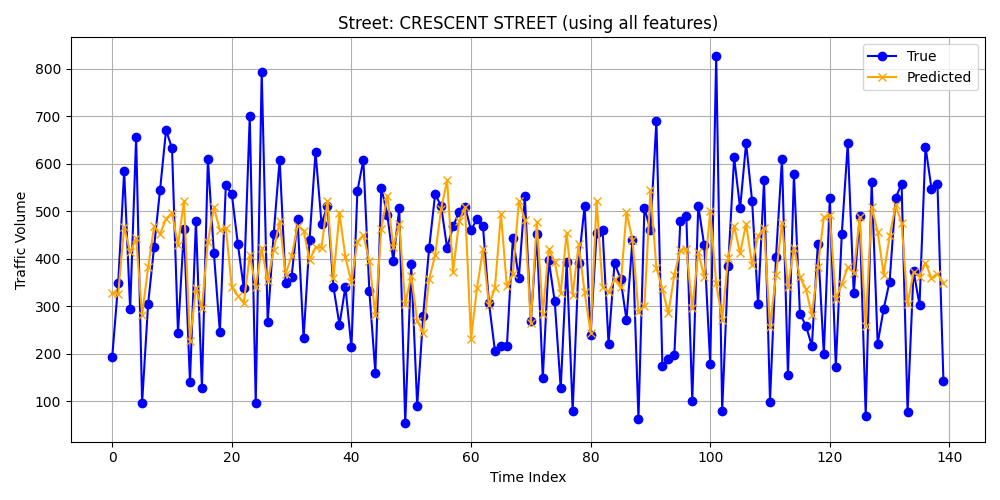 Street: CRESCENT STREET (using all features)
True
Predicted
Traffic Volume
800
700
600
500
400
300
200
100
0 20 40 60 80 100 120 140
Time Index